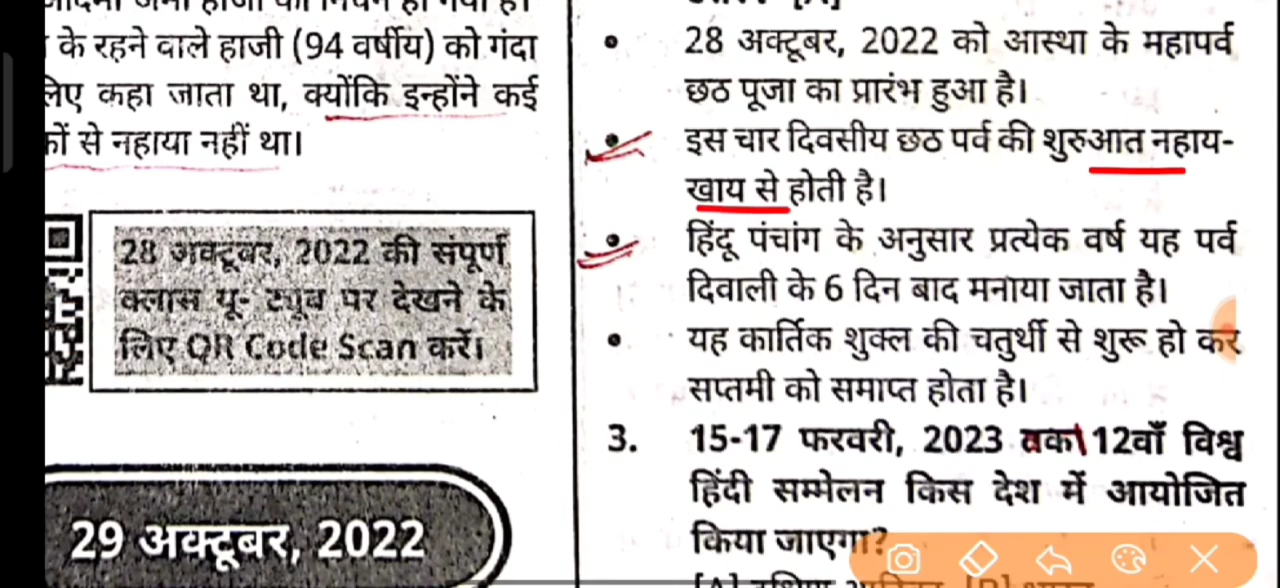 के रहने वाले हाजी (94 वर्षीय) को गंदा
लिए कहा जाता था, क्योंकि इन्होंने कई
से नहाया नहीं था।
28 अक्टूबर, 2022 की संपूर्ण
क्लास यू- ट्यूब पर देखने के
लिए QR Code Scan करें।
29 अक्टूबर, 2022
• 28 अक्टूबर, 2022 को आस्था के महापर्व
छठ पूजा का प्रारंभ हुआ है।
• इस चार दिवसीय छठ पर्व की शुरुआत नहाय-
खाय से होती है।
• हिंदू पंचांग के अनुसार प्रत्येक वर्ष यह पर्व
दिवाली के 6 दिन बाद मनाया जाता है।
• यह कार्तिक शुक्ल की चतुर्थी से शुरू हो कर
सप्तमी को समाप्त होता है।
3. 15-17 फरवरी, 2023 तक 12वाँ विश्व
हिंदी सम्मेलन किस देश में आयोजित
किया जाएगा?